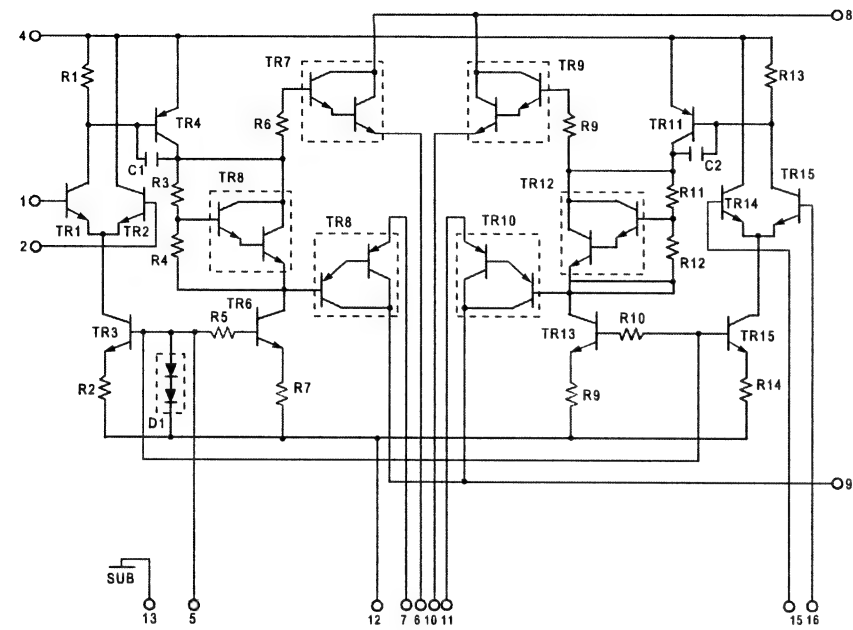 8
4
TR7
TR9
R1
R13
TR4
R6
R9
TR11
C1
C2
TR8
TR12
TR15
R3
R11
1
TR1
TR2
TR8
TR10
TR14
2
R4
R12
TR3
R5
TR6
TR13
R10
TR15
R2
D1
R7
R9
R14
9
SUB
13
5
12
7
6
10
11
15
16